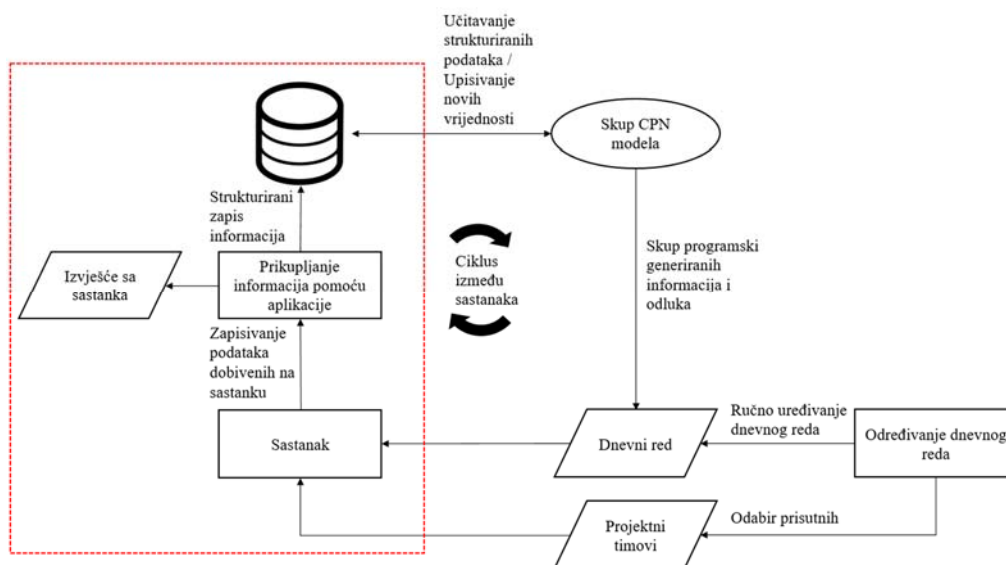 Učitavanje
strukturiranih
podataka /
Upisivanje
novih
vrijednosti
Skup CPN
modela
Strukturirani
zapis
informacija
Izvješće sa
sastanka
Prikupljanje
informacija pomoću
aplikacije
Ciklus
između
sastanaka
Skup programski
generiranih
informacija i
odluka
Zapisivanje
podataka
dobivenih na
sastanku
Sastanak
Dnevni red
Ručno uređivanje
dnevnog reda
Određivanje dnevnog
reda
Projektni
timovi
Odabir prisutnih